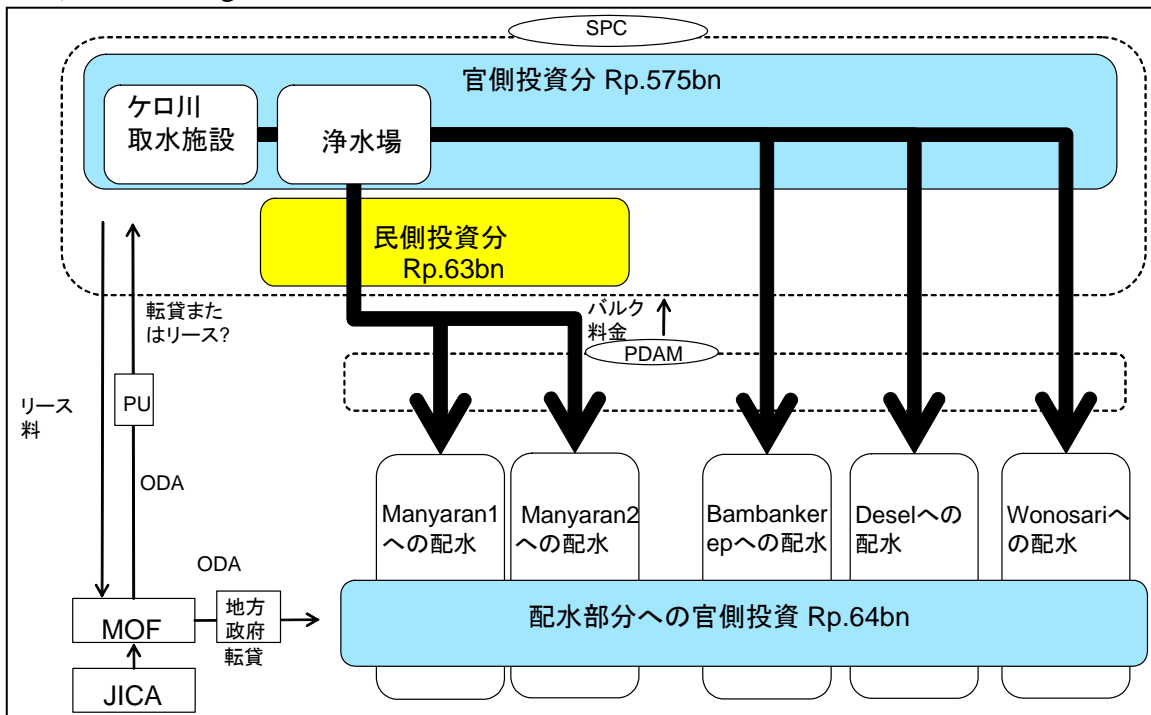 SPC
官側投資分 Rp.575bn
ケロ川
取水施設
浄水場
民側投資分
Rp.63bn
転貸また
はリース?
バルク
料金
PDAM
リース
料
PU
ODA
Manyaran1
への配水
Manyaran2
への配水
Bambanker
epへの配水
Deselへの
配水
Wonosariへ
の配水
ODA
MOF
地方
政府
転貸
配水部分への官側投資 Rp.64bn
JICA